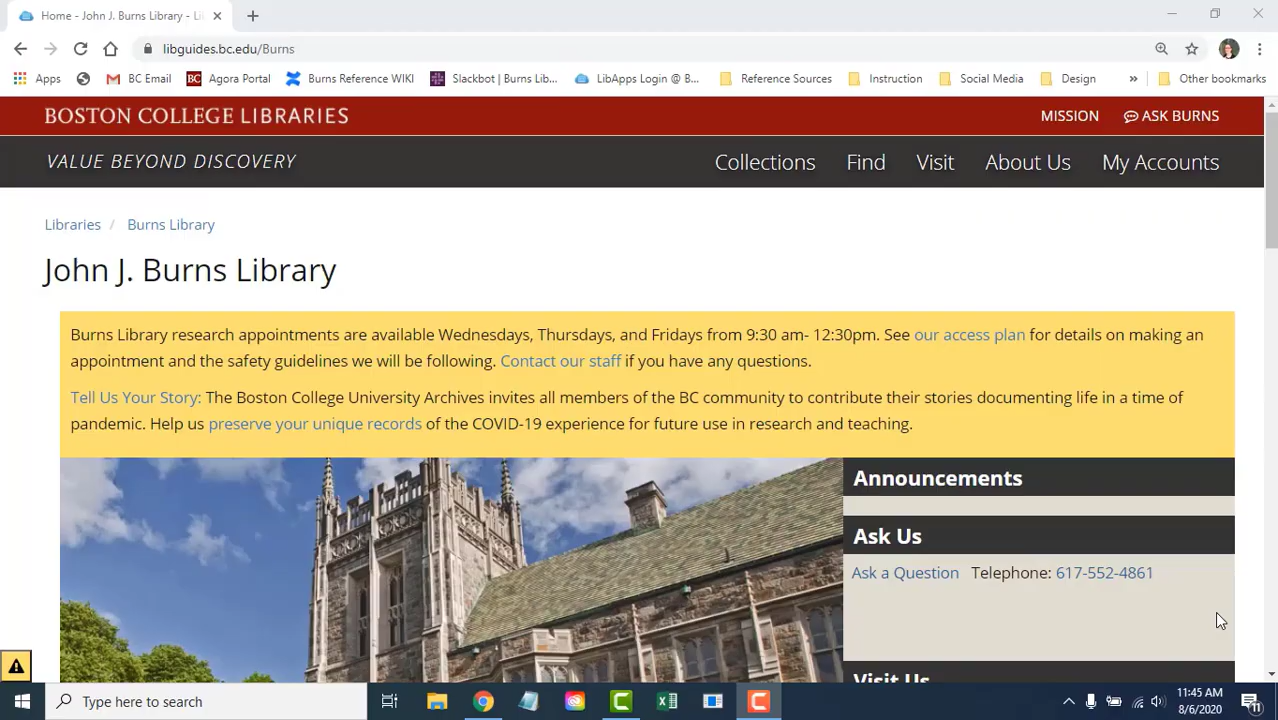 Home - John J. Burns Library - Li
libguides.bc.edu/Burns
Apps
BC Email
Agora Portal
Burns Reference WIKI
Slackbot | Burns Lib...
LibApps Login @ B...
Reference Sources
Instruction
Social Media
Design
»
Other bookmarks
BOSTON COLLEGE LIBRARIES
MISSION
ASK BURNS
VALUE BEYOND DISCOVERY
Collections
Find
Visit
About Us
My Accounts
Libraries / Burns Library
John J. Burns Library
Burns Library research appointments are available Wednesdays, Thursdays, and Fridays from 9:30 am- 12:30pm. See our access plan for details on making an
appointment and the safety guidelines we will be following. Contact our staff if you have any questions.
Tell Us Your Story: The Boston College University Archives invites all members of the BC community to contribute their stories documenting life in a time of
pandemic. Help us preserve your unique records of the COVID-19 experience for future use in research and teaching.
Announcements
Ask Us
Ask a Question Telephone: 617-552-4861
Visit Us
Type here to search
11:45 AM
8/6/2020